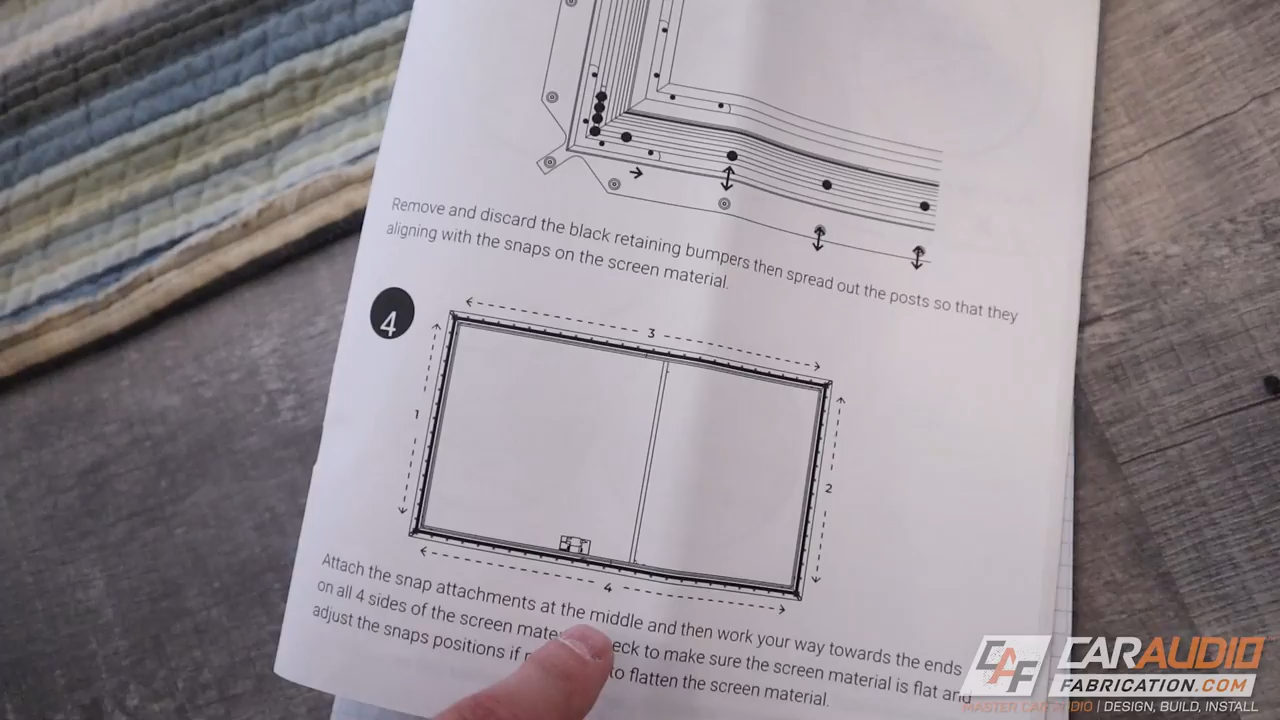 Remove and discard the black retaining bumpers then spread out the posts so that they
aligning with the snaps on the screen material.
4
3
1
2
4
Attach the snap attachments at the middle and then work your way towards the ends
on all 4 sides of the screen eck to make sure the screen material is flat and
adjust the snaps positions if to flatten the screen material.
CAF
CARAUDIO
FABRICATION.COM
MASTER CAR AUDIO | DESIGN, BUILD, INSTALL